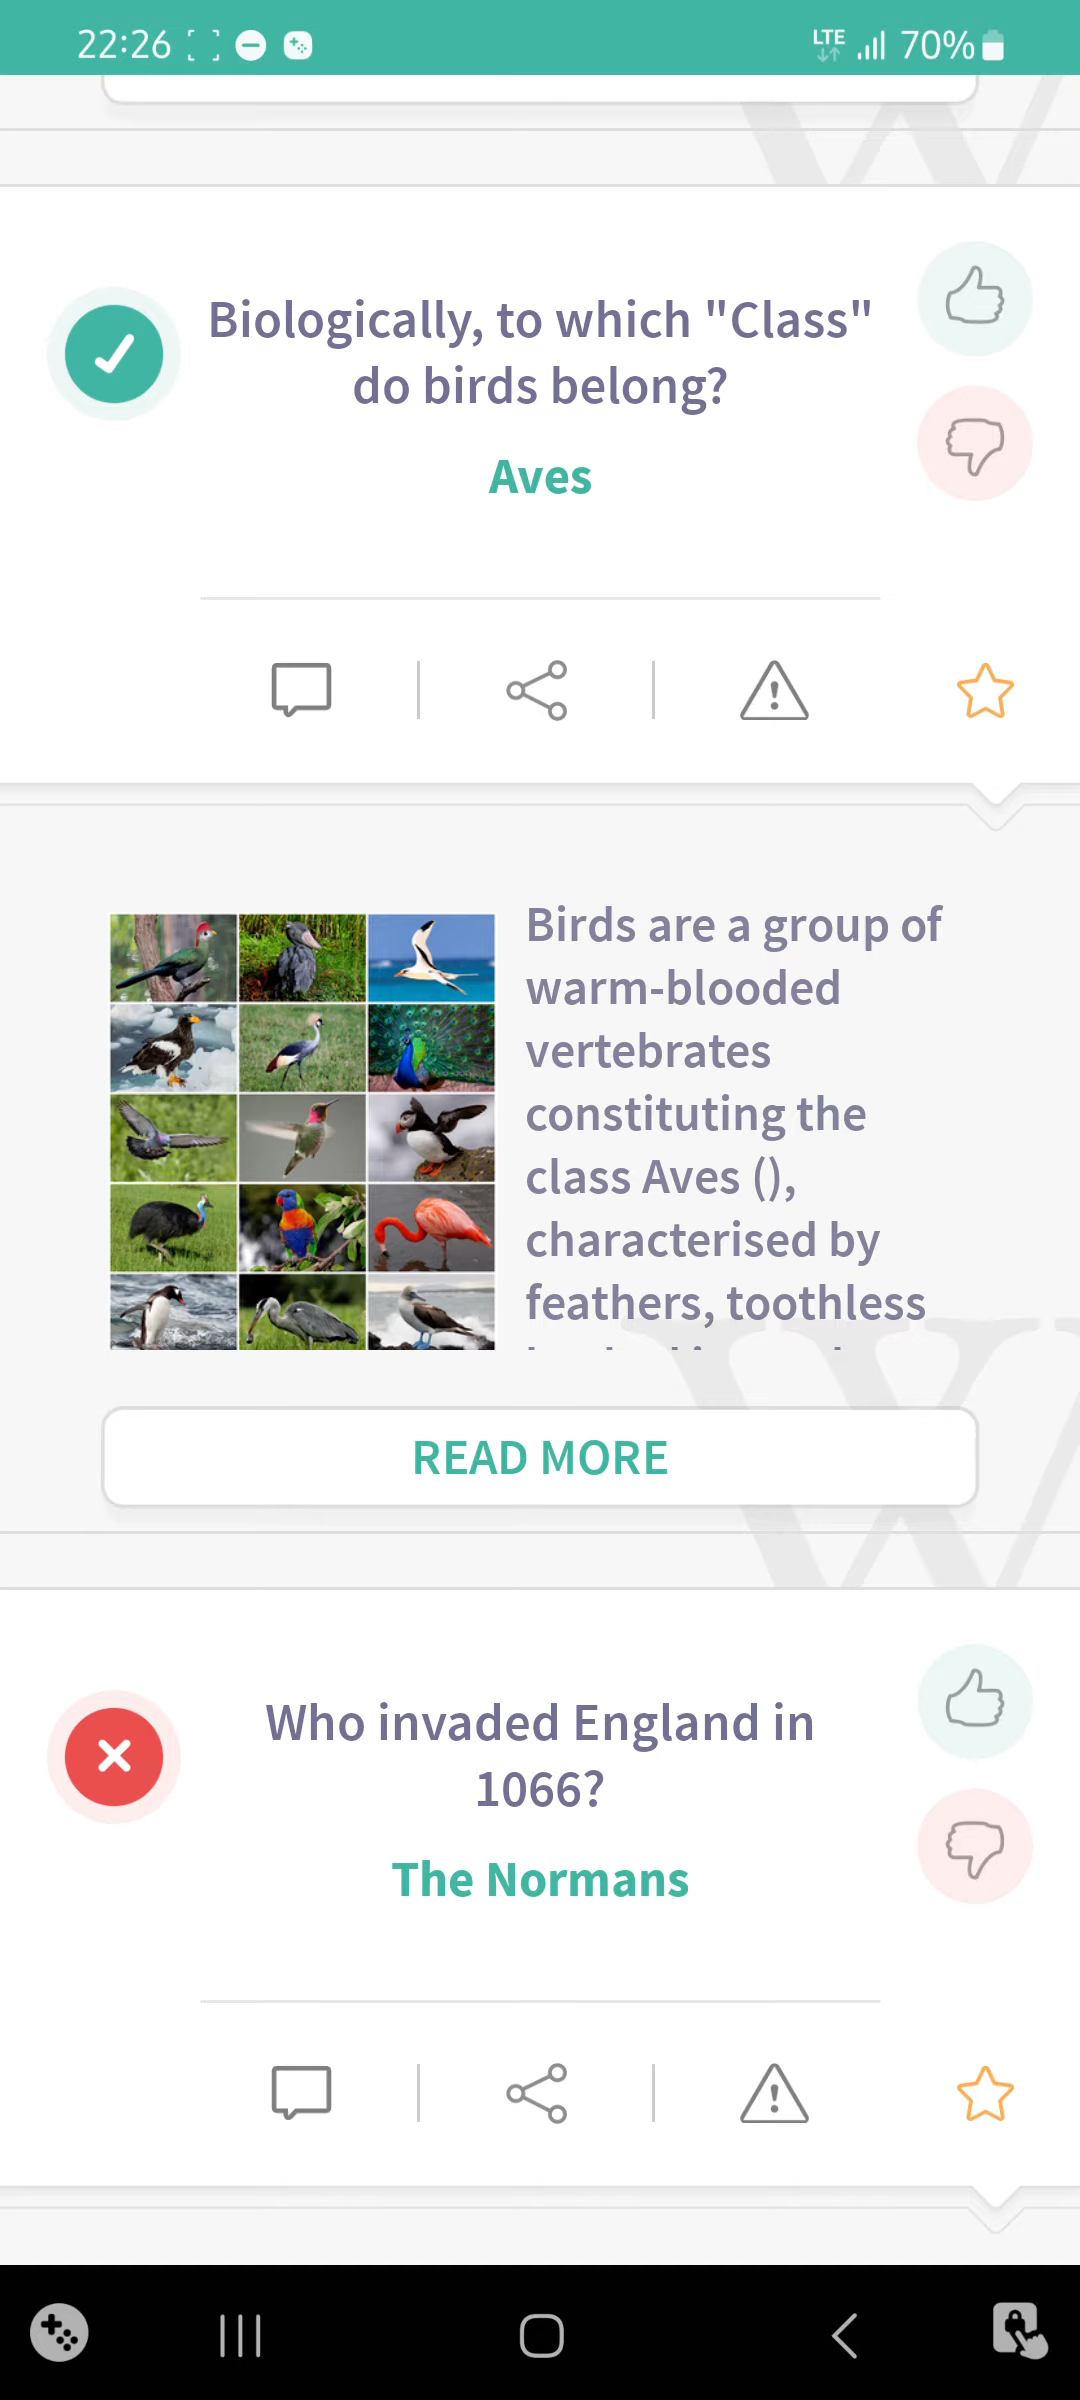 22:26
LTE 70%
Biologically, to which "Class"
do birds belong?
Aves
Birds are a group of
warm-blooded
vertebrates
constituting the
class Aves (),
characterised by
feathers, toothless
READ MORE
Who invaded England in
1066?
The Normans